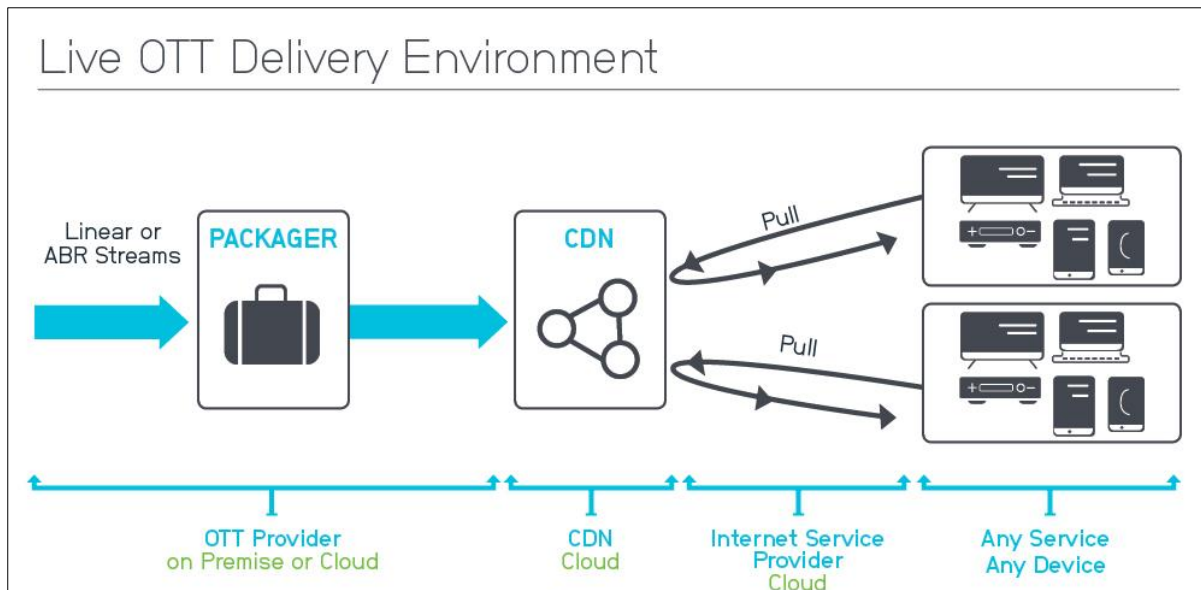 Live OTT Delivery Environment
Linear or
ABR Streams
PACKAGER
CDN
Pull
Pull
OTT Provider
on Premise or Cloud
CDN
Cloud
Internet Service
Provider
Cloud
Any Service
Any Device